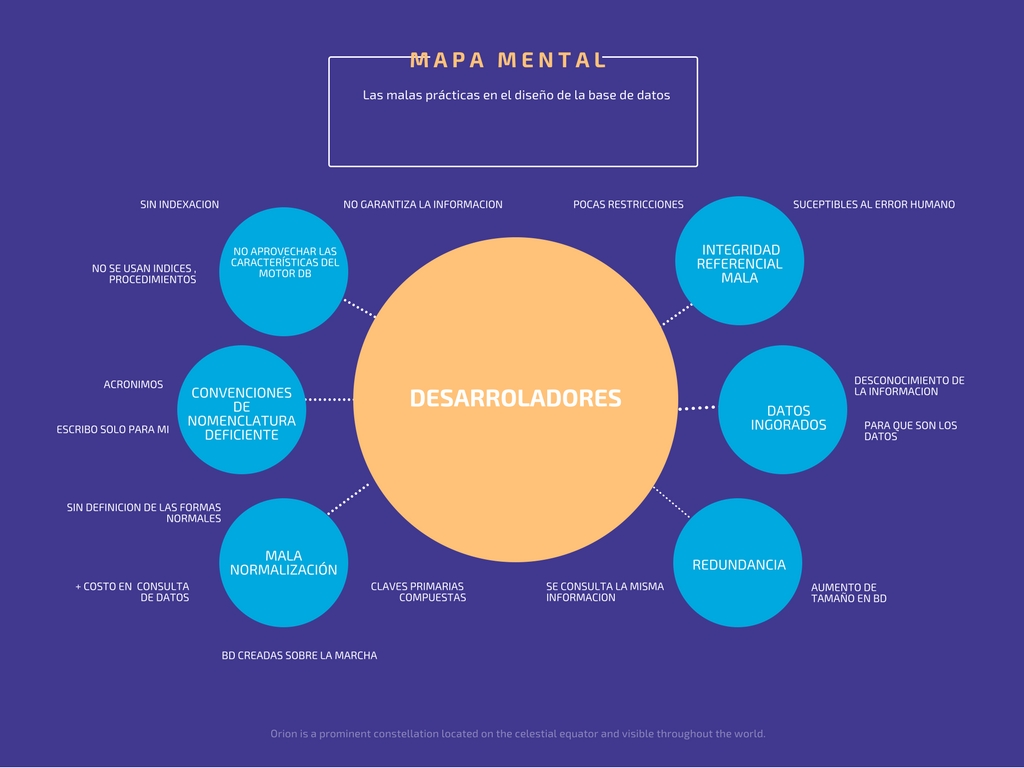 MAPA MENTAL
Las malas prácticas en el diseño de la base de datos
SIN INDEXACION
NO GARANTIZA LA INFORMACION
NO APROVECHAR LAS
CARACTERÍSTICAS DEL
MOTOR DB
NO SE USAN INDICES ,
PROCEDIMIENTOS
POCAS RESTRICCIONES
SUCEPTIBLES AL ERROR HUMANO
INTEGRIDAD
REFERENCIAL
MALA
ACRONIMOS
ESCRIBO SOLO PARA MI
CONVENCIONES
DE
NOMENCLATURA
DEFICIENTE
DESARROLADORES
DATOS
INGORADOS
DESCONOCIMIENTO DE
LA INFORMACION
PARA QUE SON LOS
DATOS
SIN DEFINICION DE LAS FORMAS
NORMALES
MALA
NORMALIZACIÓN
+ COSTO EN CONSULTA
DE DATOS
CLAVES PRIMARIAS
COMPUESTAS
BD CREADAS SOBRE LA MARCHA
SE CONSULTA LA MISMA
INFORMACION
REDUNDANCIA
AUMENTO DE
TAMAÑO EN BD
Orion is a prominent constellation located on the celestial equator and visible throughout the world.